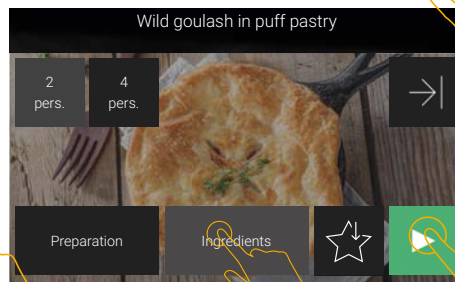 Wild goulash in puff pastry
2
pers.
4
pers.
Preparation
Ingredients